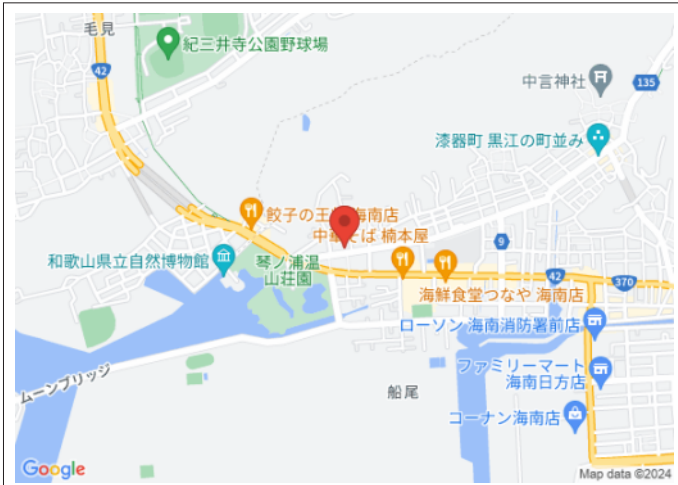 毛見
紀三井寺公園野球場
42
中言神社
135
漆器町 黒江の町並み
餃子の王将 海南店
中華そば 楠本屋
9
和歌山県立自然博物館
琴ノ浦温
山荘園
42
370
海鮮食堂つなや 海南店
ローソン 海南消防署前店
ファミリーマート
海南日方店
ムーンブリッジ
船尾
コーナン海南店
Google
Map data ©2024